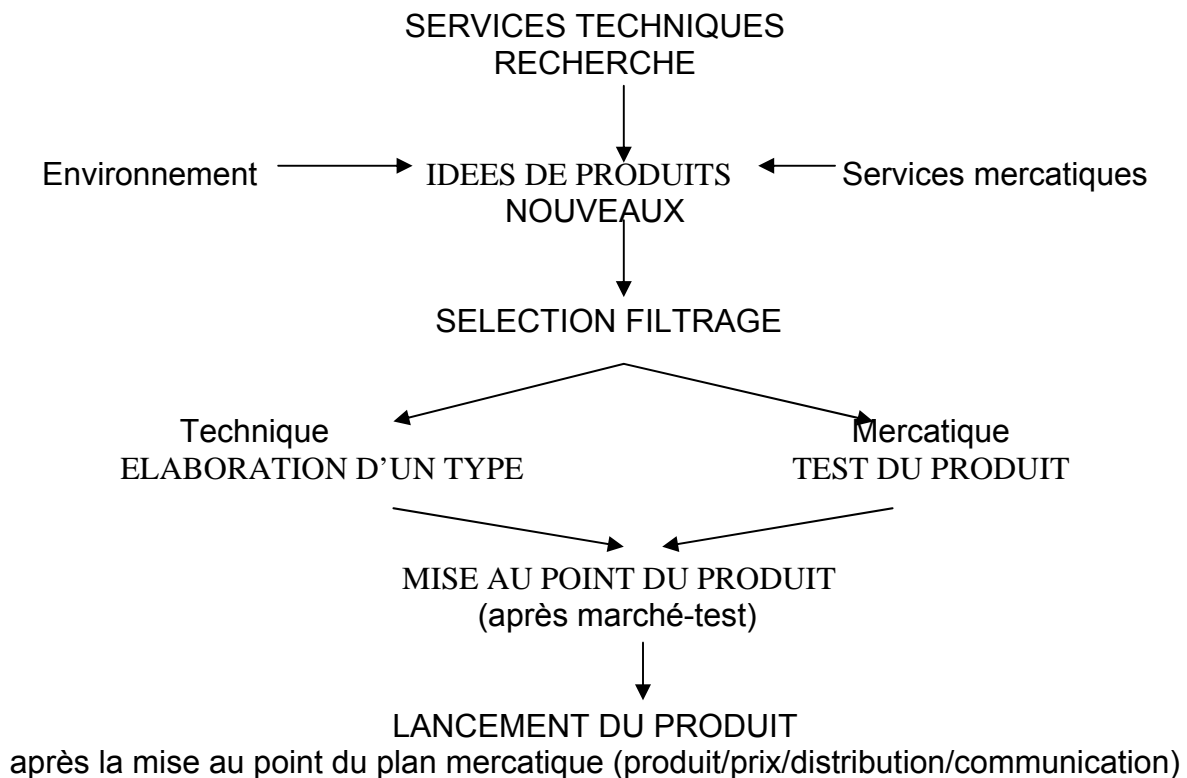 SERVICES TECHNIQUES
RECHERCHE
Environnement
IDEES DE PRODUITS
NOUVEAUX
Services mercatiques
SELECTION FILTRAGE
Technique
ELABORATION D'UN TYPE
Mercatique
TEST DU PRODUIT
MISE AU POINT DU PRODUIT
(après marché-test)
LANCEMENT DU PRODUIT
après la mise au point du plan mercatique (produit/prix/distribution/communication)